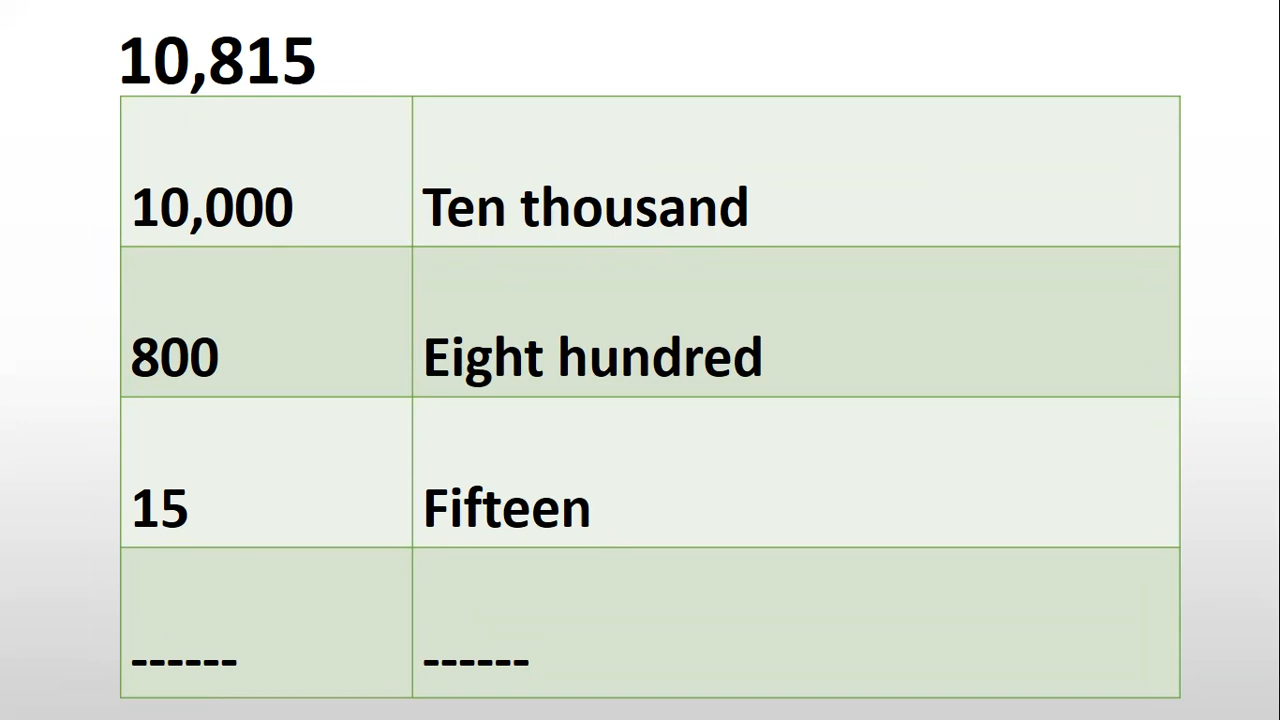 10,815
10,000 Ten thousand
800 Eight hundred
15 Fifteen
------ ------